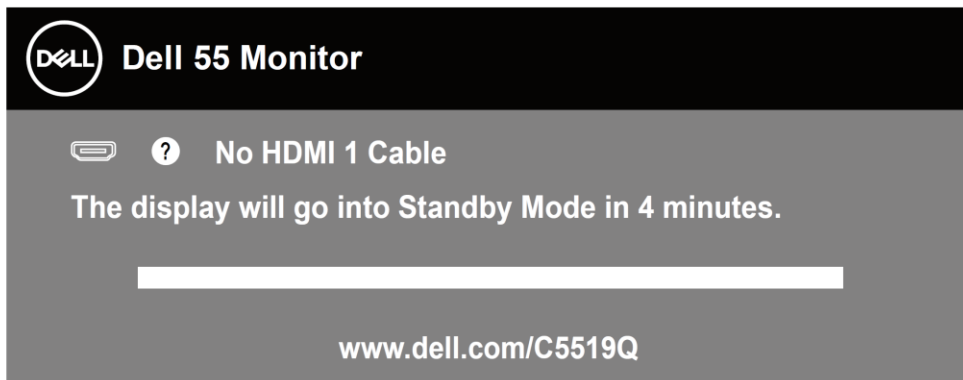 DELL Dell 55 Monitor
? No HDMI 1 Cable
The display will go into Standby Mode in 4 minutes.
www.dell.com/C5519Q